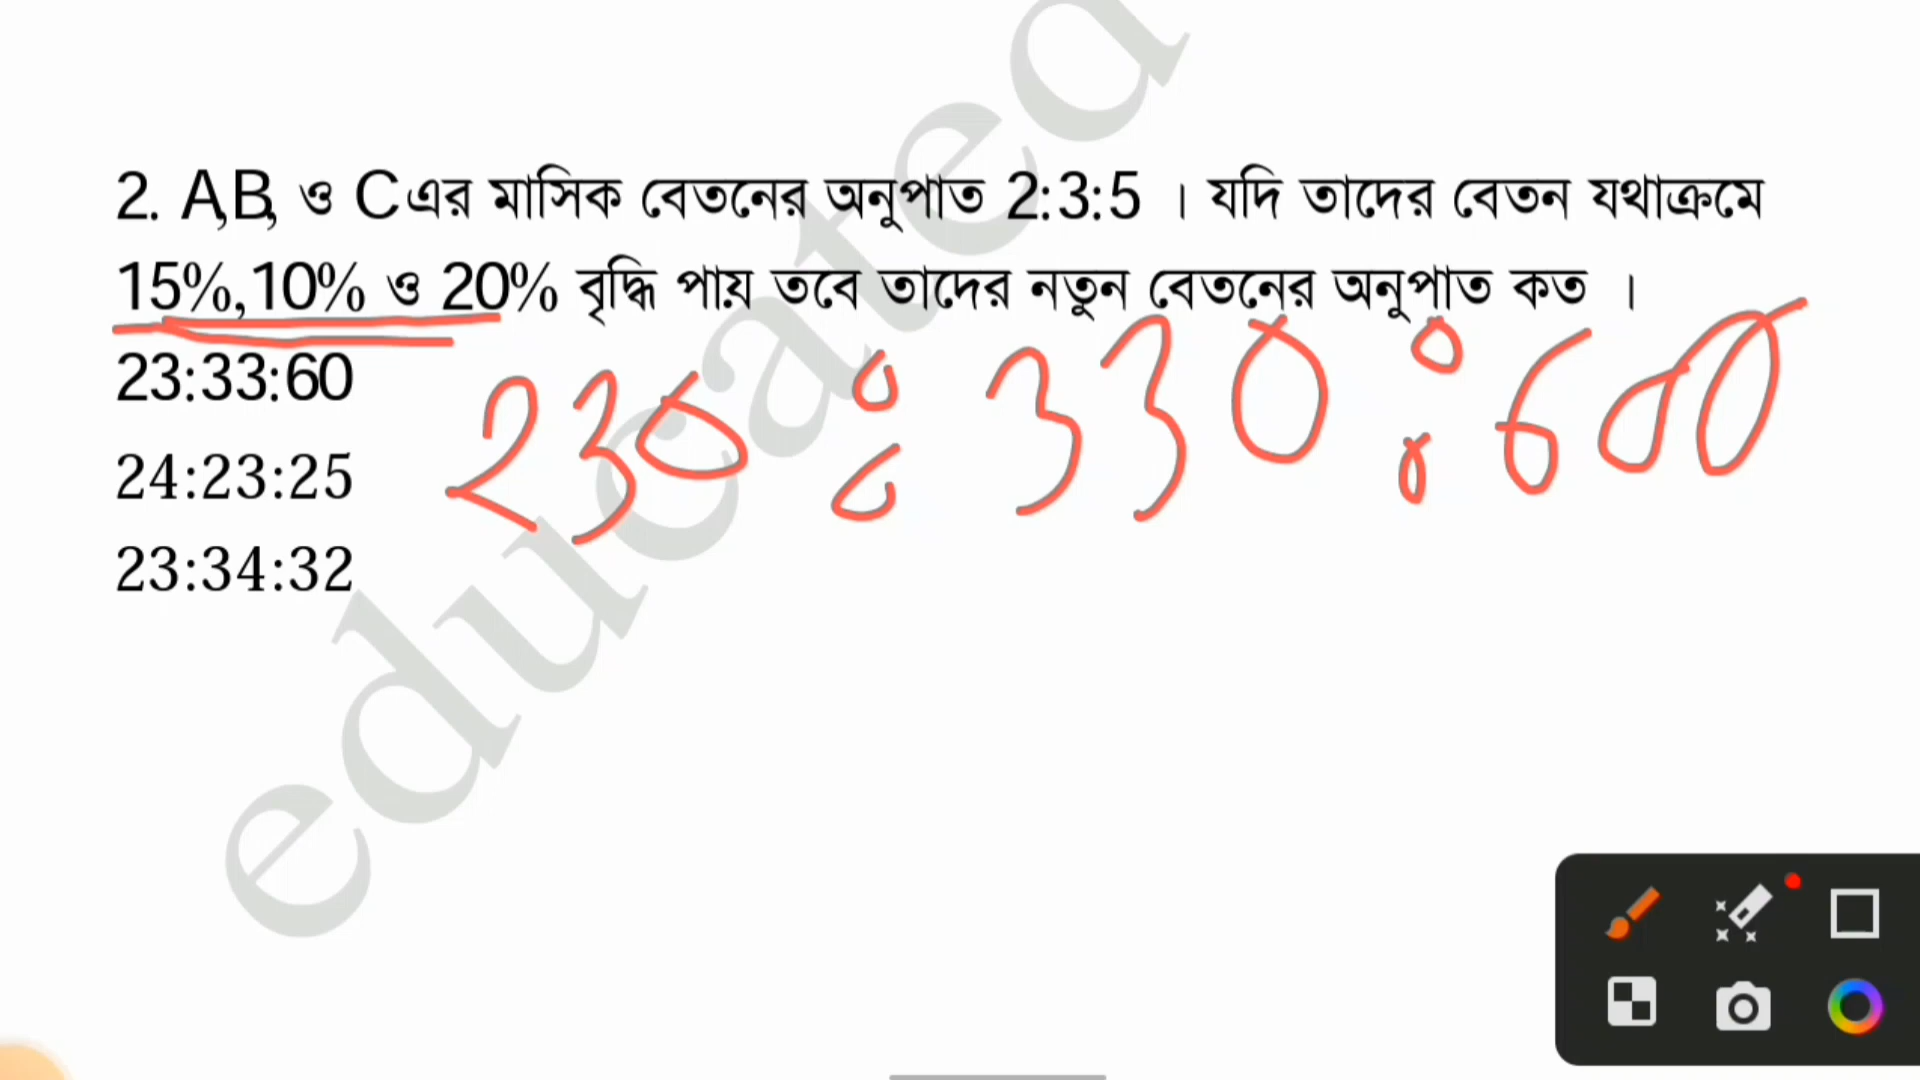 2. A,B, ও C এর মাসিক বেতনের অনুপাত 2:3:5 । যদি তাদের বেতন যথাক্রমে
15%,10% ও 20% বৃদ্ধি পায় তবে তাদের নতুন বেতনের অনুপাত কত ।
23:33:60
230 : 330 : 600
24:23:25
23:34:32
educated